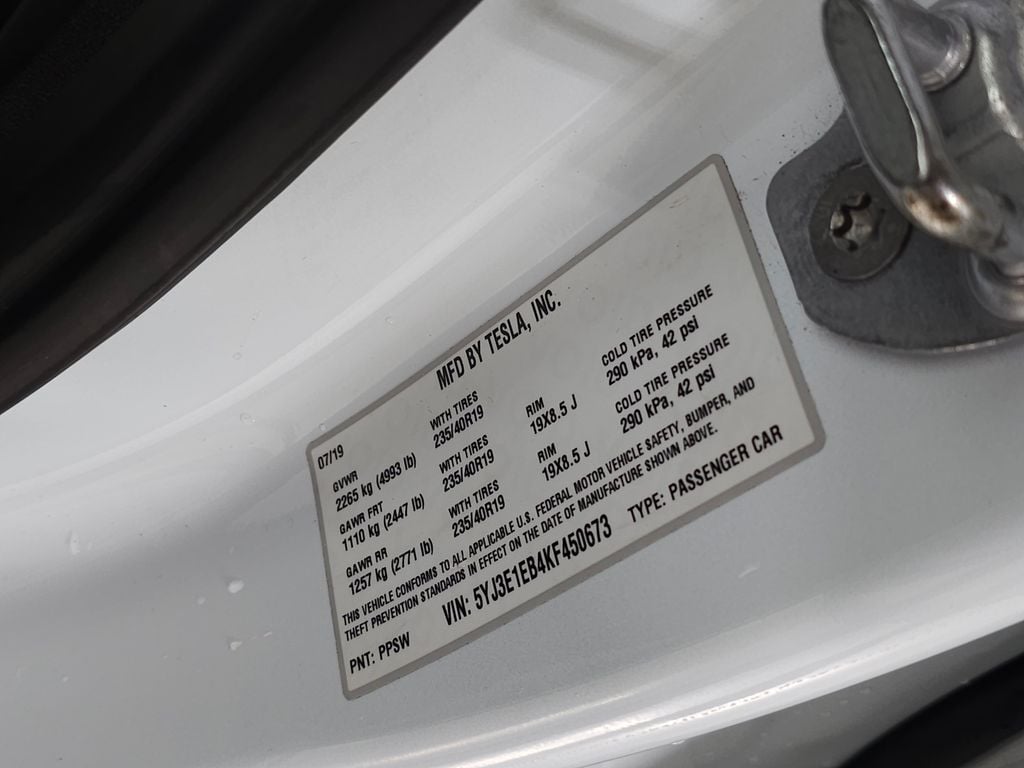 MFD BY TESLA, INC.
07/19
GVWR
2265 kg (4993 lb)
WITH TIRES
235/40R19
RIM
19X8.5 J
COLD TIRE PRESSURE
290 kPa, 42 psi
GAWR FRT
1110 kg (2447 lb)
WITH TIRES
235/40R19
RIM
19X8.5 J
COLD TIRE PRESSURE
290 kPa, 42 psi
GAWR RR
1257 kg (2771 lb)
WITH TIRES
235/40R19
THIS VEHICLE CONFORMS TO ALL APPLICABLE U.S. FEDERAL MOTOR VEHICLE SAFETY, BUMPER, AND
THEFT PREVENTION STANDARDS IN EFFECT ON THE DATE OF MANUFACTURE SHOWN ABOVE.
PNT: PPSW
VIN: 5YJ3E1EB4KF450673
TYPE: PASSENGER CAR